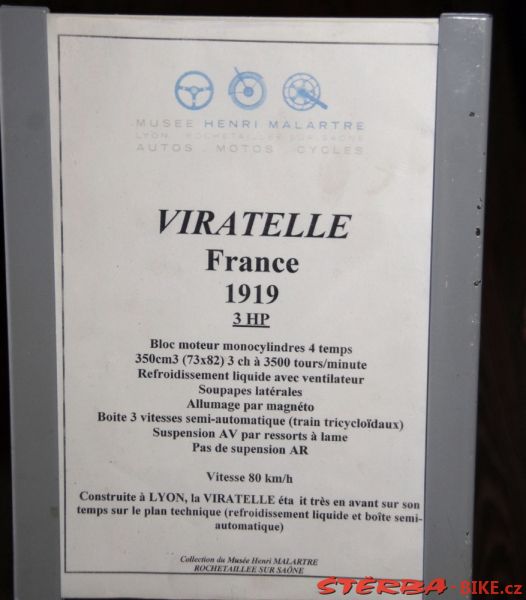 MUSEE HENRI MALARTRE
LYON ROCHETAILLEE SUR SAÔNE
AUTOS . MOTOS . CYCLES
VIRATELLE
France
1919
3 HP
Bloc moteur monocylindres 4 temps
350cm3 (73x82) 3 ch à 3500 tours/minute
Refroidissement liquide avec ventilateur
Soupapes latérales
Allumage par magnéto
Boite 3 vitesses semi-automatique (train tricycloïdaux)
Suspension AV par ressorts à lame
Pas de supension AR
Vitesse 80 km/h
Construite à LYON, la VIRATELLE éta it très en avant sur son
temps sur le plan technique (refroidissement liquide et boîte semi-
automatique)
Collection du Musée Henri MALARTRE
ROCHETAILLEE SUR SAÔNE
STERBA-BIKE.cz